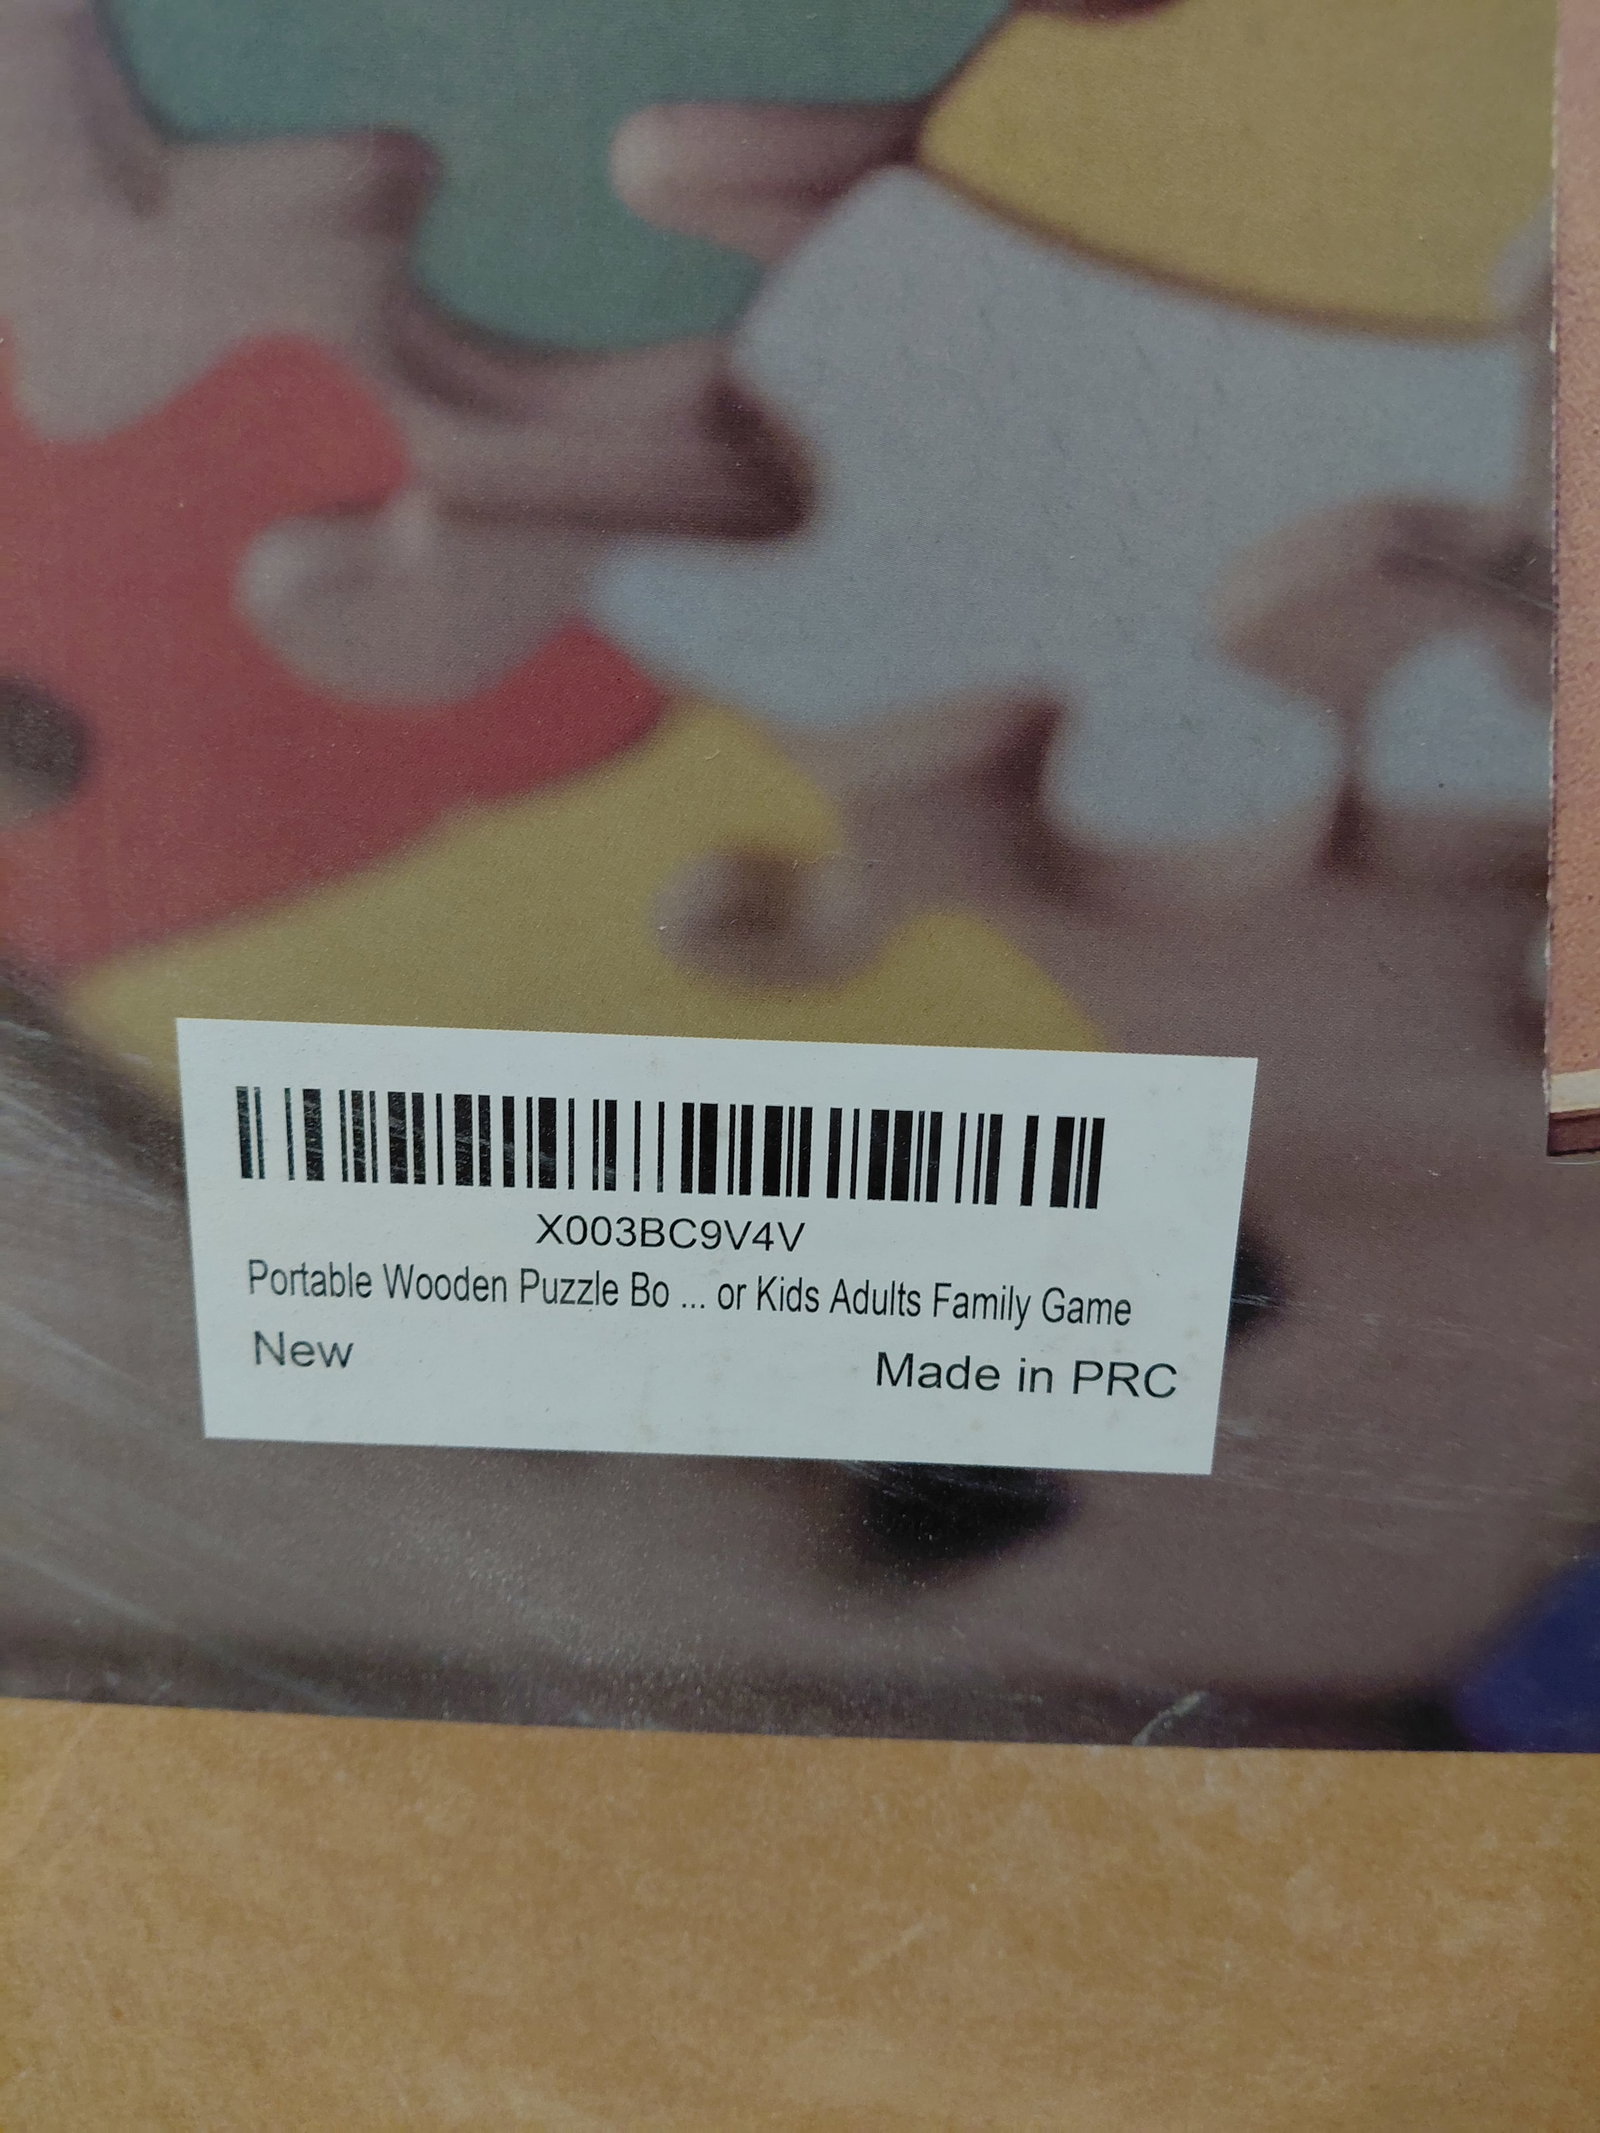 X003BC9V4V
Portable Wooden Puzzle Bo ... or Kids Adults Family Game
New
Made in PRC